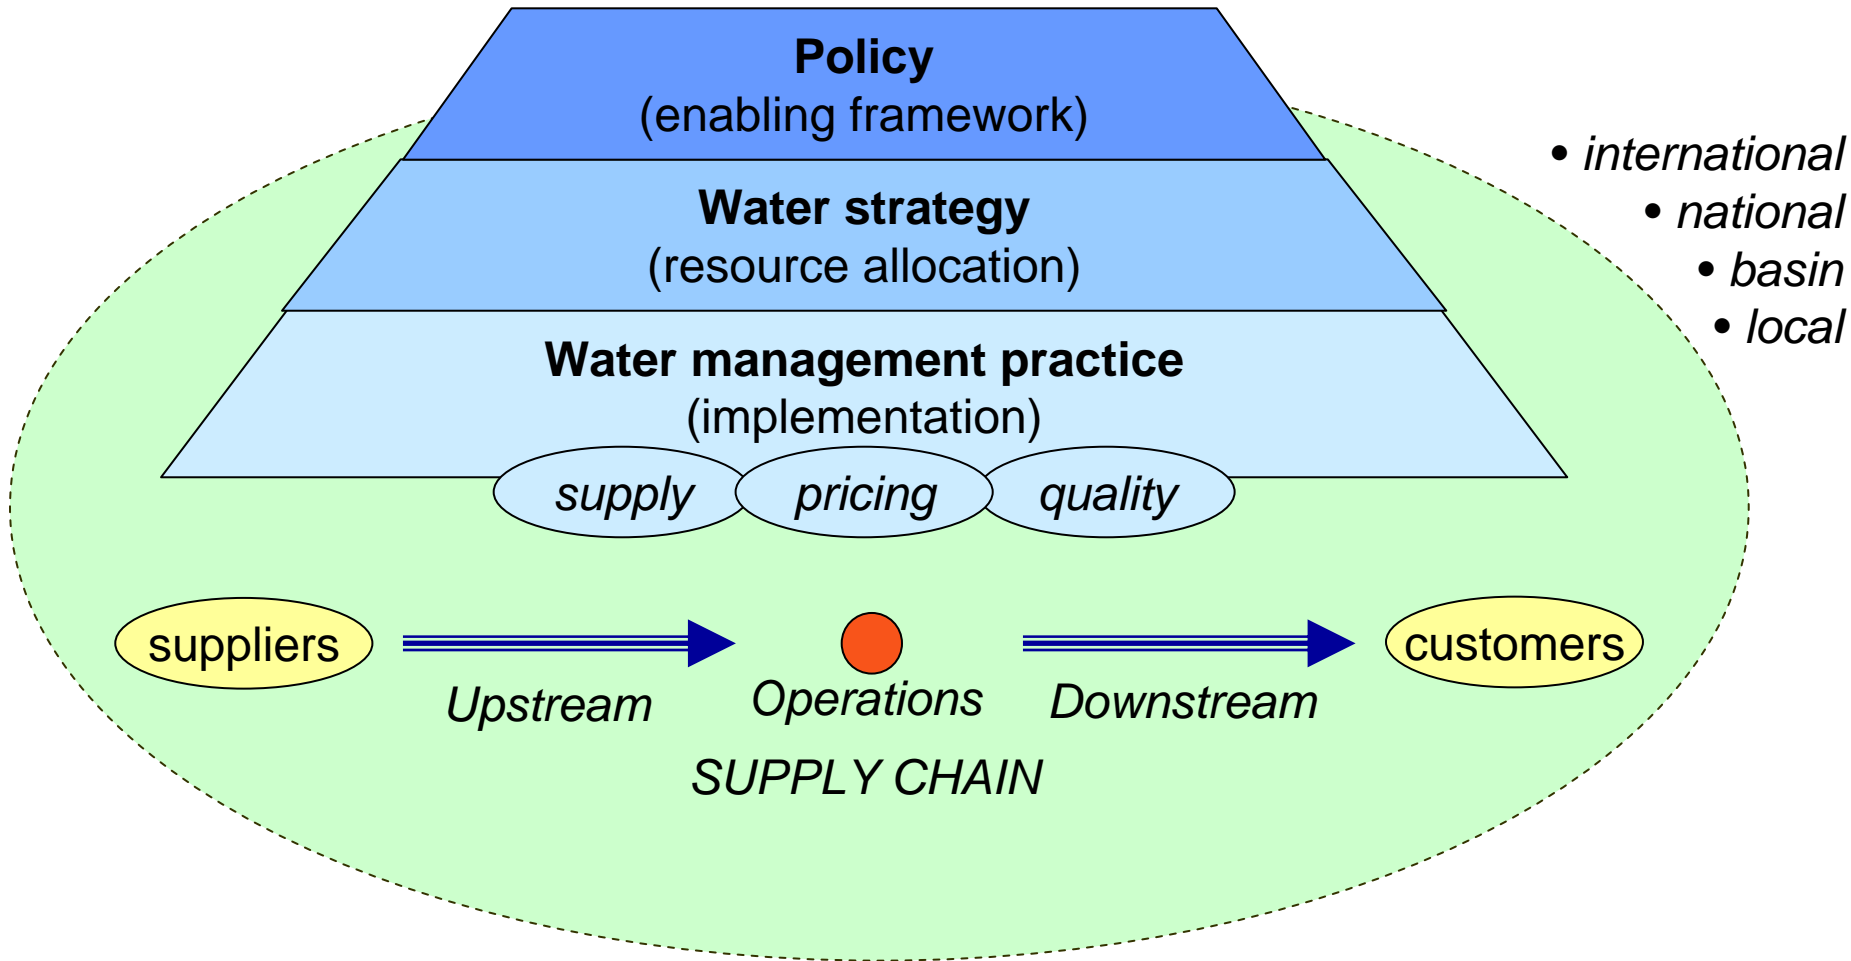 Policy
(enabling framework)
Water strategy
(resource allocation)
Water management practice
(implementation)
supply
pricing
quality
• international
• national
• basin
• local
suppliers
customers
Upstream
Operations
Downstream
SUPPLY CHAIN